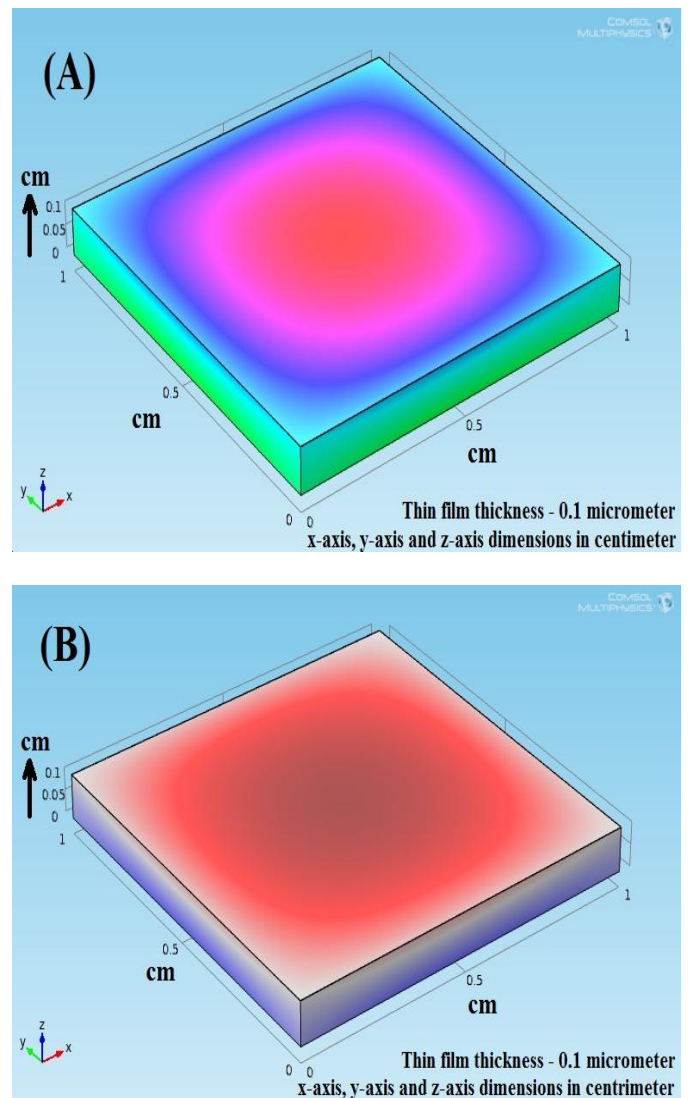 COMSOL
MULTIPHYSICS
(A)
cm
0.1
0.05
0
1
1
0.5
0.5
cm
cm
z
y
x
0
0
Thin film thickness - 0.1 micrometer
x-axis, y-axis and z-axis dimensions in centimeter
COMSOL
MULTIPHYSICS
(B)
cm
0.1
0.05
0
1
1
0.5
0.5
cm
cm
z
y
x
0
0
Thin film thickness - 0.1 micrometer
x-axis, y-axis and z-axis dimensions in centrimeter